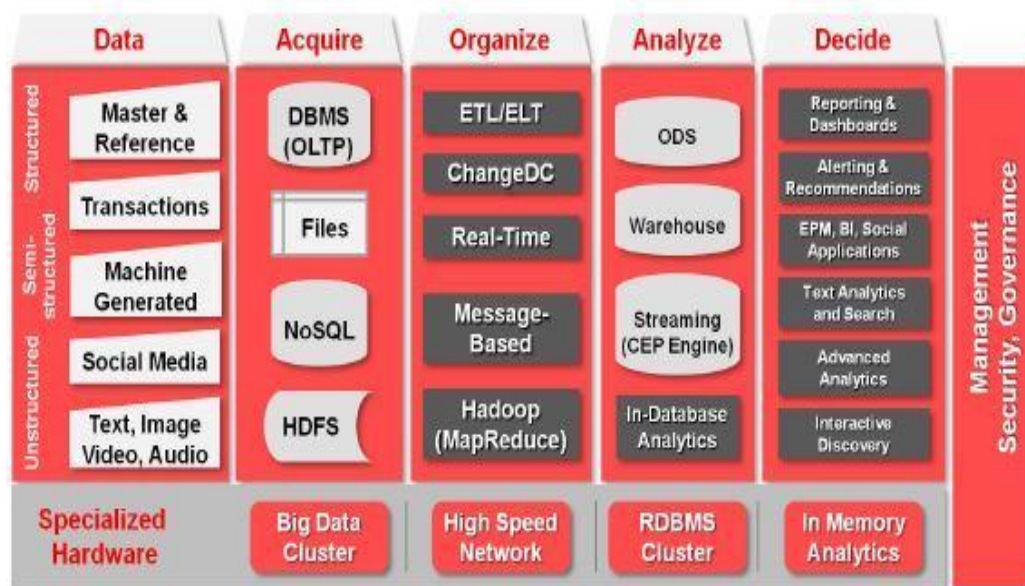 Data
Acquire
Organize
Analyze
Decide
Structured
Semi-
structured
Unstructured
Master &
Reference
Transactions
Machine
Generated
Social Media
Text, Image
Video, Audio
DBMS
(OLTP)
Files
NoSQL
HDFS
ETL/ELT
ChangeDC
Real-Time
Message-
Based
Hadoop
(MapReduce)
ODS
Warehouse
Streaming
(CEP Engine)
In-Database
Analytics
Reporting &
Dashboards
Alerting &
Recommendations
EPM, BI, Social
Applications
Text Analytics
and Search
Advanced
Analytics
Interactive
Discovery
Management
Security, Governance
Specialized
Hardware
Big Data
Cluster
High Speed
Network
RDBMS
Cluster
In Memory
Analytics